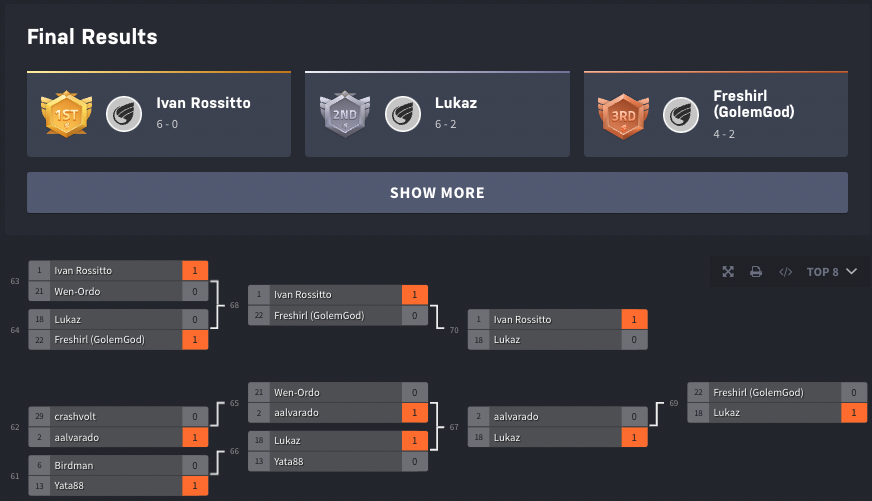 Final Results
1ST
Ivan Rossitto
6 - 0
2ND
Lukaz
6 - 2
3RD
Freshirl
(GolemGod)
4 - 2
SHOW MORE
</> TOP 8
63
1 Ivan Rossitto 1
21 Wen-Ordo 0
64
18 Lukaz 0
22 Freshirl (GolemGod) 1
68
1 Ivan Rossitto 1
22 Freshirl (GolemGod) 0
70
1 Ivan Rossitto 1
18 Lukaz 0
62
29 crashvolt 0
2 aalvarado 1
61
6 Birdman 0
13 Yata88 1
65
21 Wen-Ordo 0
2 aalvarado 1
66
18 Lukaz 1
13 Yata88 0
67
2 aalvarado 0
18 Lukaz 1
69
22 Freshirl (GolemGod) 0
18 Lukaz 1